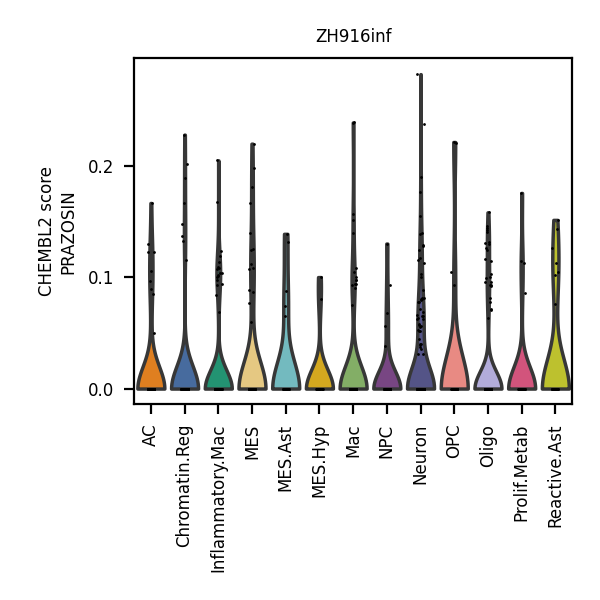 ZH916inf
CHEMBL2 score
PRAZOSIN
0.2
0.1
0.0
AC
Chromatin.Reg
Inflammatory.Mac
MES
MES.Ast
MES.Hyp
Mac
NPC
Neuron
OPC
Oligo
Prolif.Metab
Reactive.Ast